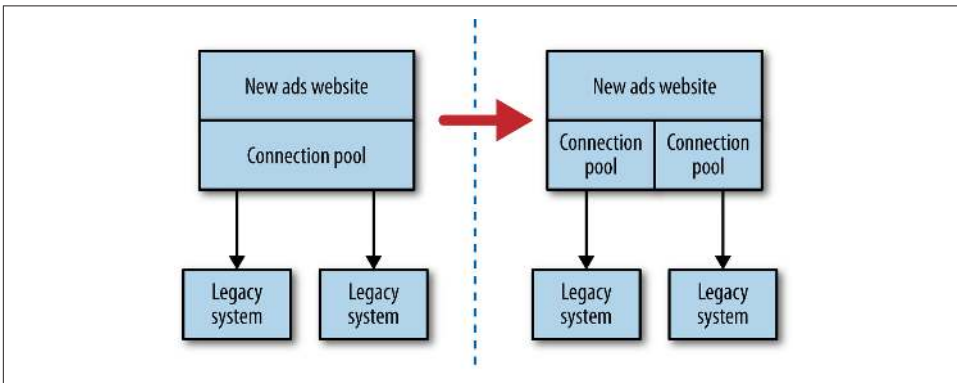 New ads website
Connection pool
Legacy
system
Legacy
system
New ads website
Connection
pool
Connection
pool
Legacy
system
Legacy
system